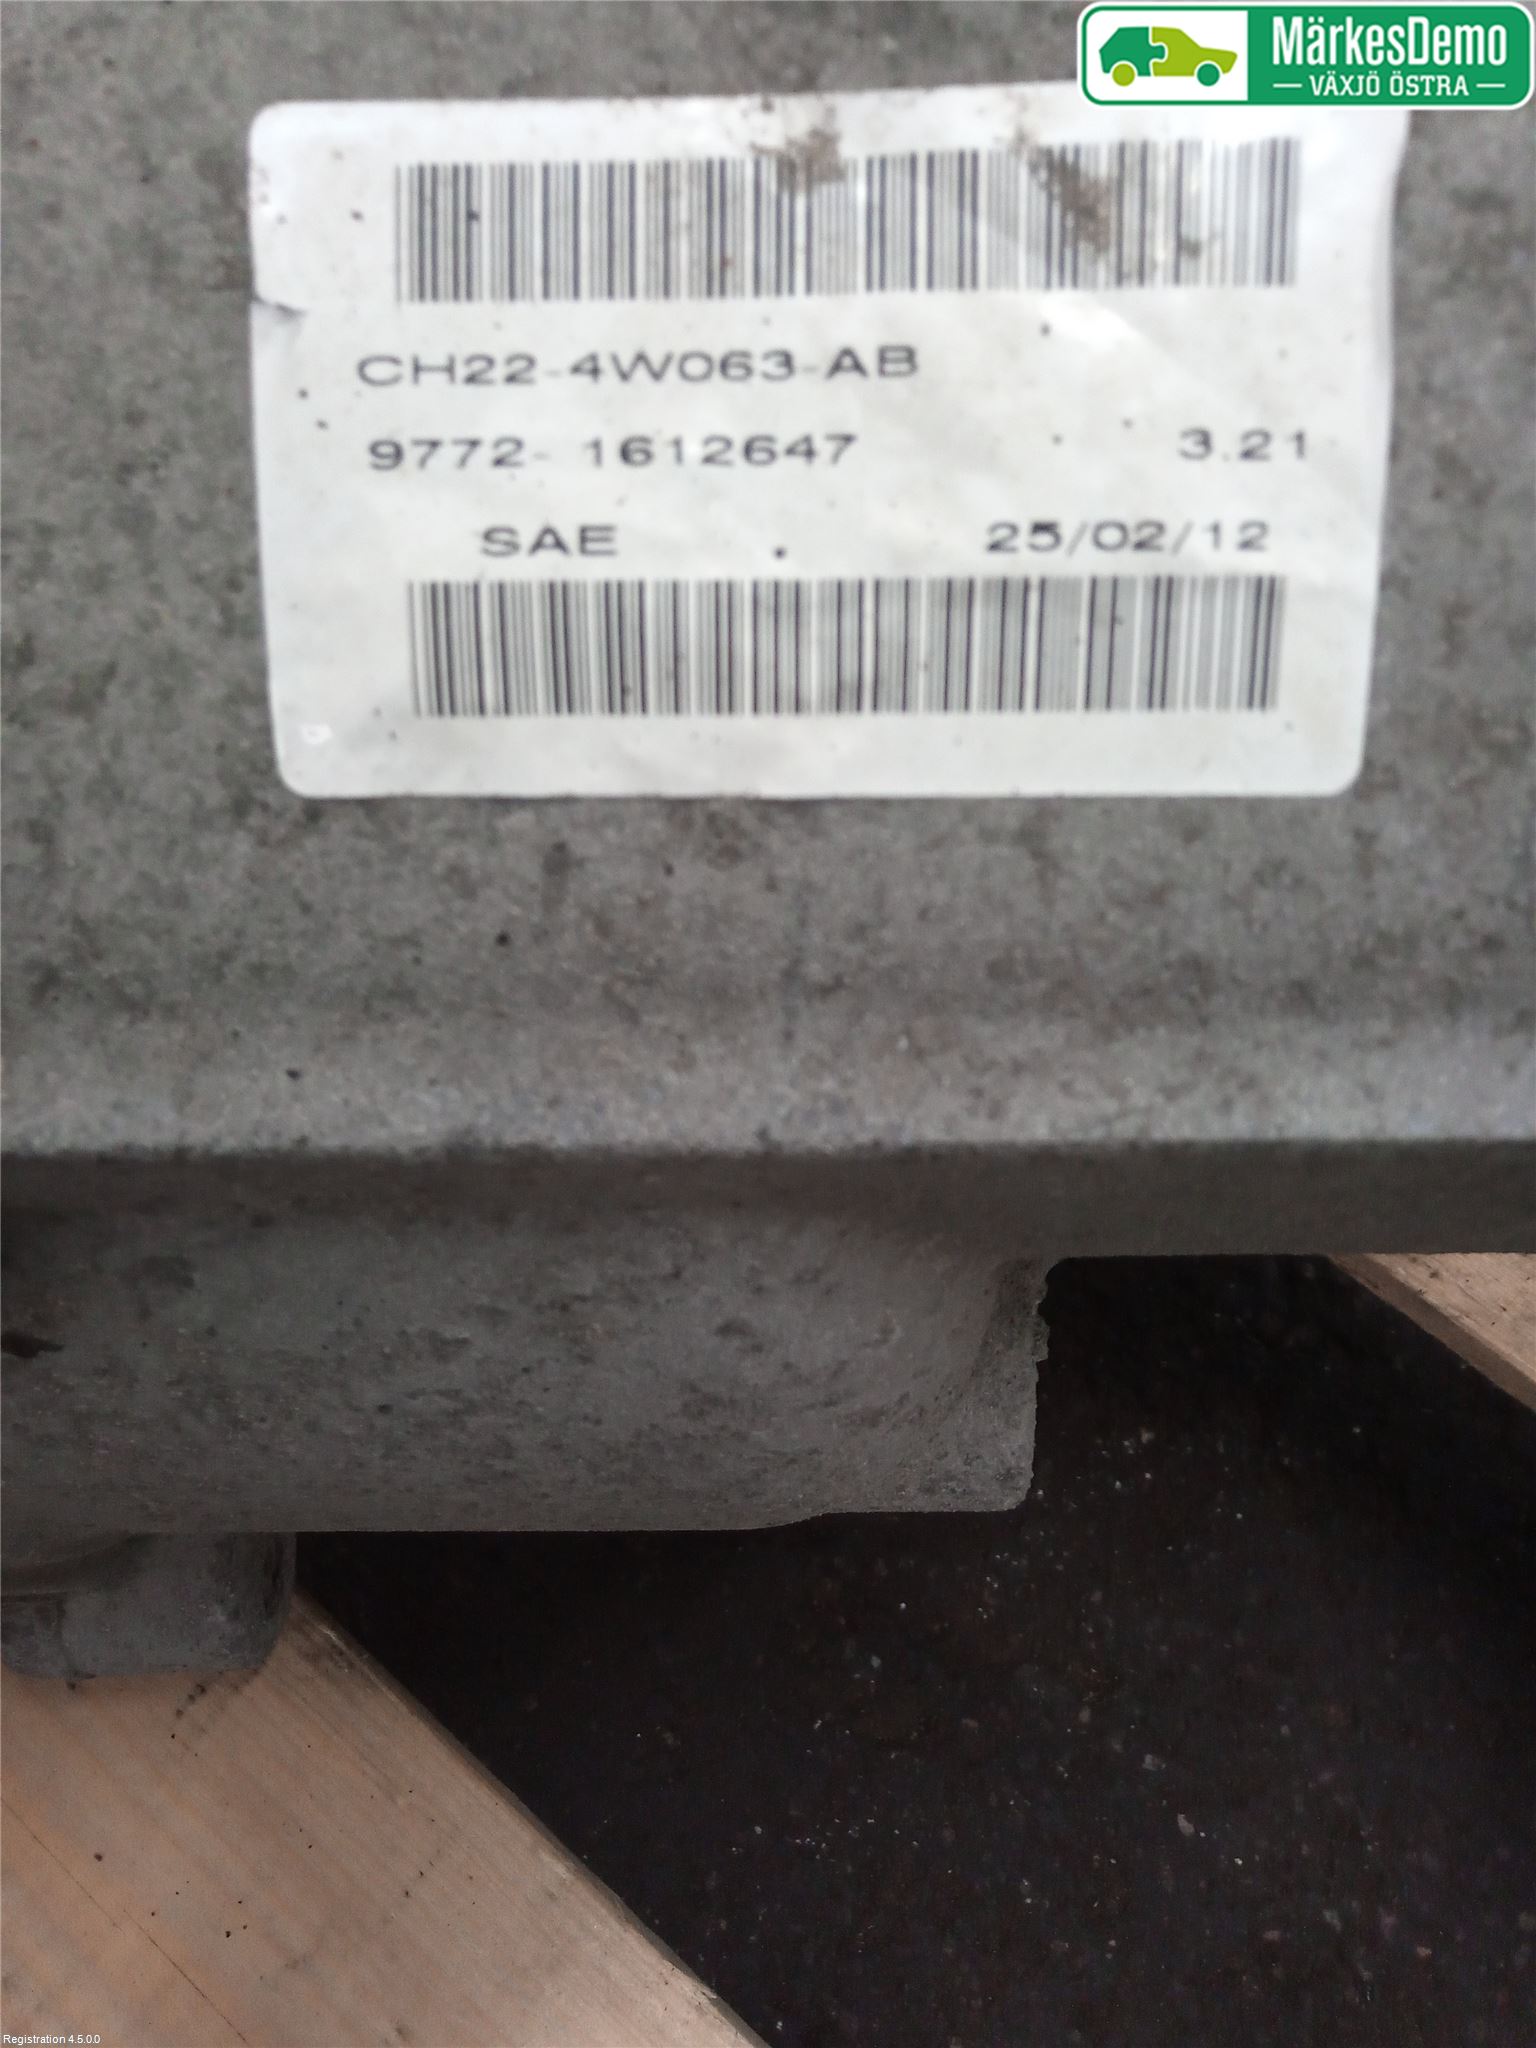 MärkesDemo
VÄXJÖ ÖSTRA
CH22-4W063-AB
9772- 1612647 3.21
SAE 25/02/12
Registration 4.5.0.0